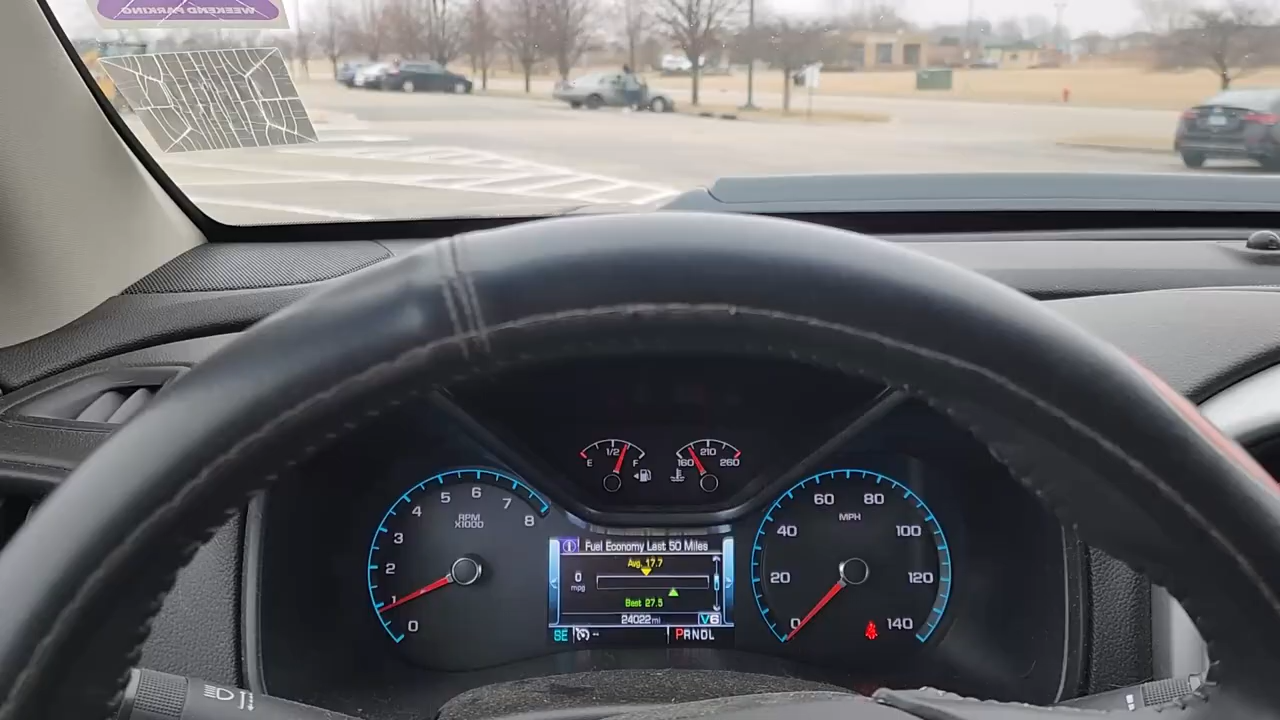 WEEKEND PARKING
E 1/2 F
160 210 260
0 1 2 3 4 5 6 7 8
RPM
X1000
0 20 40 60 80 100 120 140
MPH
Fuel Economy Last 50 Miles
Avg. 17.7
0
mpg
Best 27.5
24022 mi
V6
SE
--
PRNDL